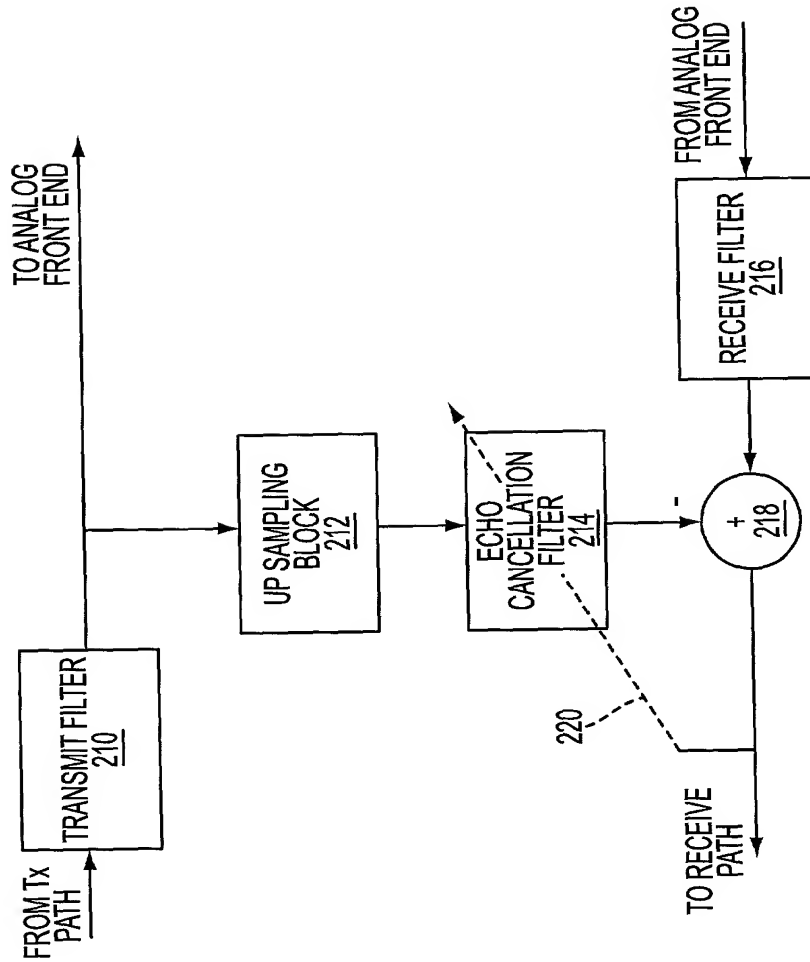 FROM Tx
PATH
TRANSMIT FILTER
210
TO ANALOG
FRONT END
UP SAMPLING
BLOCK
212
ECHO
CANCELLATION
FILTER
214
220
-
+
218
TO RECEIVE
PATH
RECEIVE FILTER
216
FROM ANALOG
FRONT END